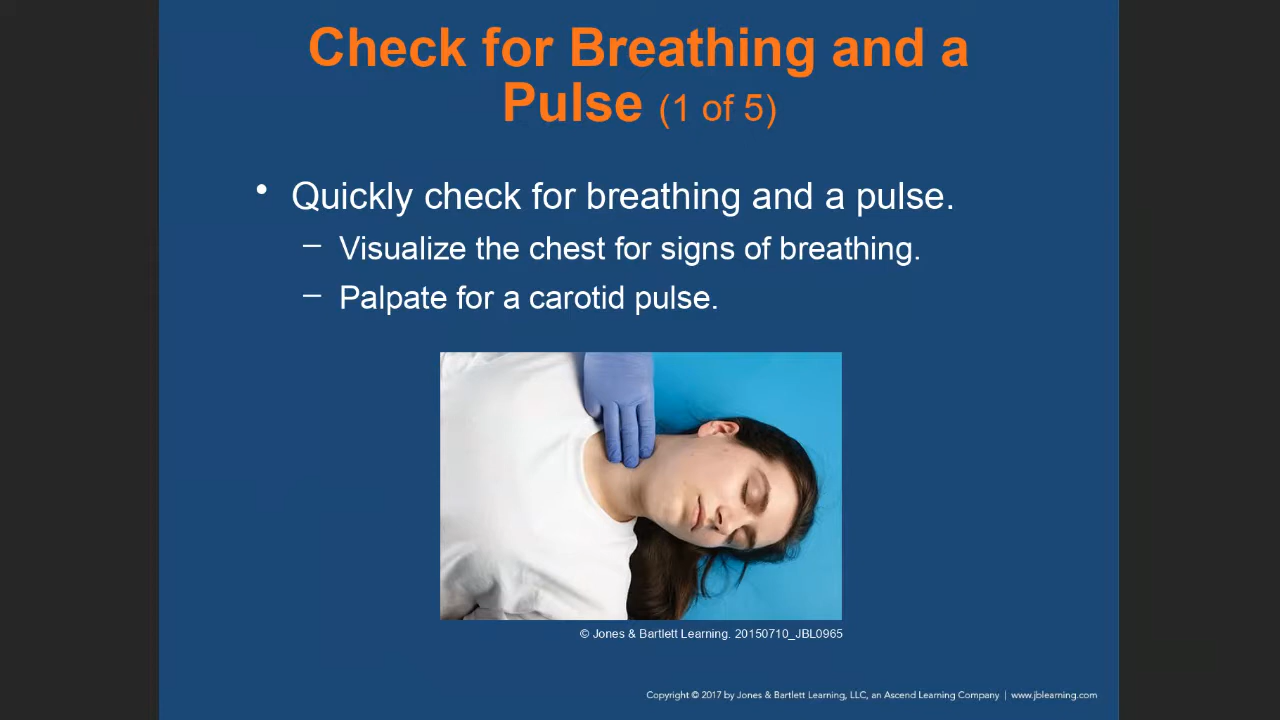 Check for Breathing and a
Pulse (1 of 5)
• Quickly check for breathing and a pulse.
– Visualize the chest for signs of breathing.
– Palpate for a carotid pulse.
© Jones & Bartlett Learning. 20150710_JBL0965
Copyright © 2017 by Jones & Bartlett Learning, LLC, an Ascend Learning Company | www.jblearning.com